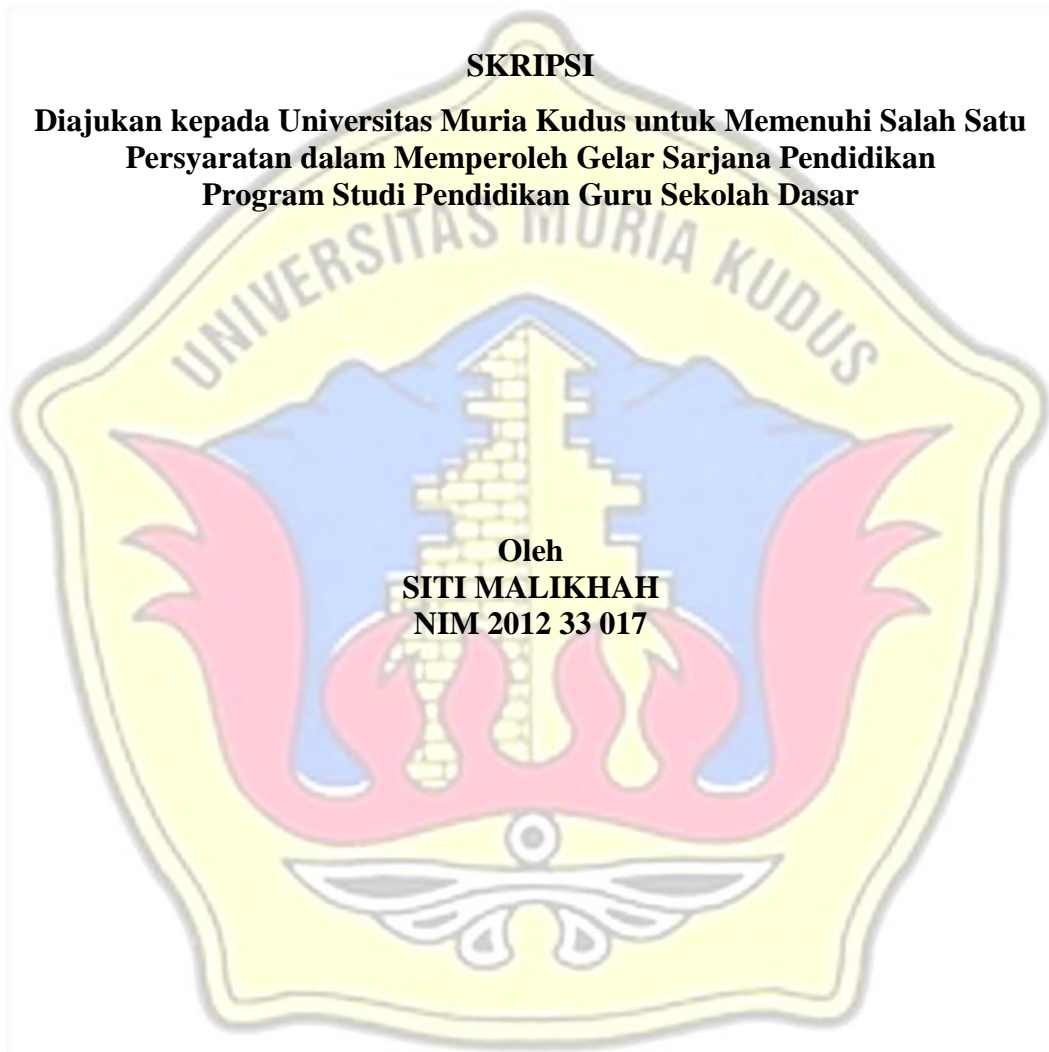 SKRIPSI
Diajukan kepada Universitas Muria Kudus untuk Memenuhi Salah Satu
Persyaratan dalam Memperoleh Gelar Sarjana Pendidikan
Program Studi Pendidikan Guru Sekolah Dasar
UNIVERSITAS MURIA KUDUS
Oleh
SITI MALIKHAH
NIM 2012 33 017